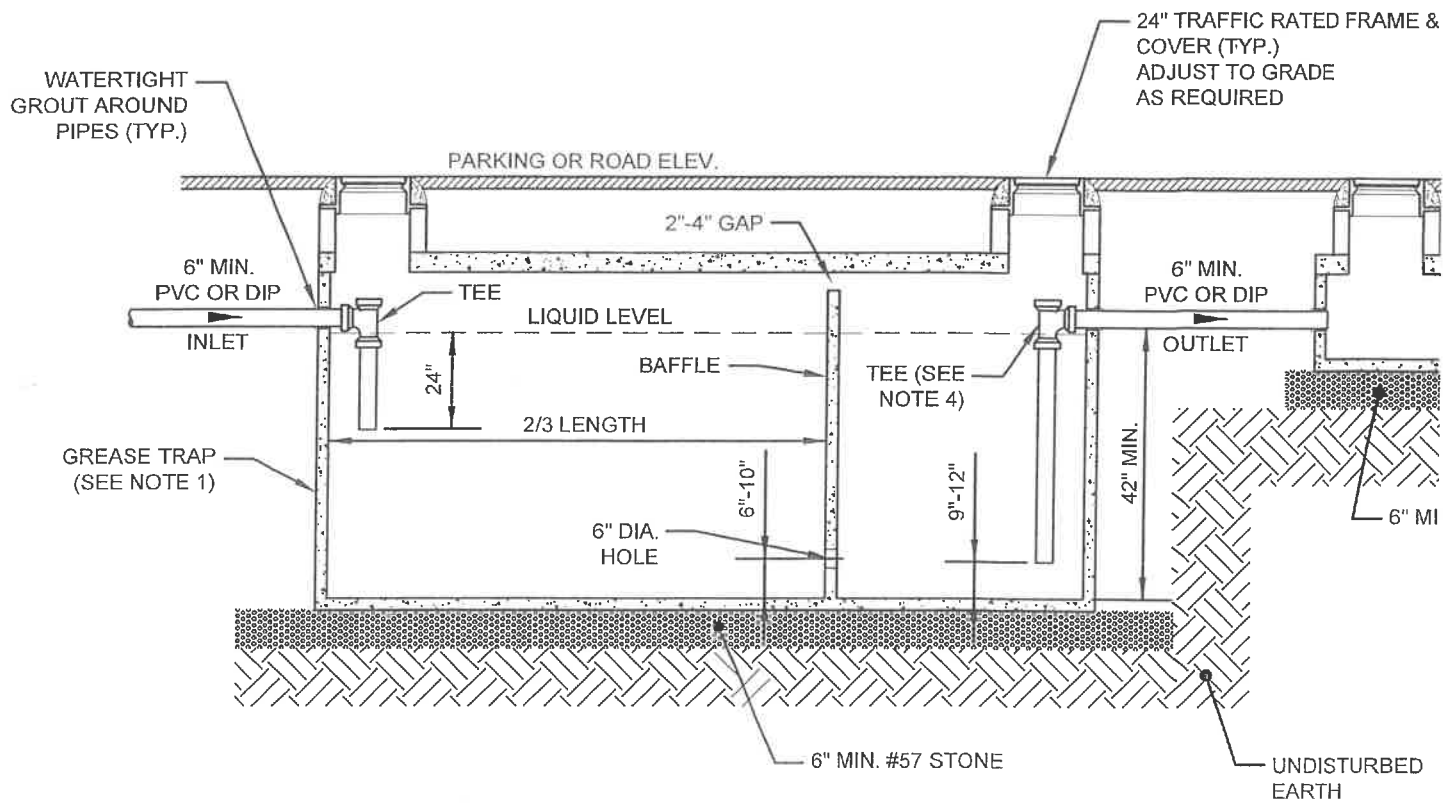 24" TRAFFIC RATED FRAME &
COVER (TYP.)
ADJUST TO GRADE
AS REQUIRED
WATERTIGHT
GROUT AROUND
PIPES (TYP.)
PARKING OR ROAD ELEV.
2"-4" GAP
6" MIN.
PVC OR DIP
INLET
TEE
LIQUID LEVEL
6" MIN.
PVC OR DIP
OUTLET
24"
BAFFLE
TEE (SEE
NOTE 4)
2/3 LENGTH
GREASE TRAP
(SEE NOTE 1)
6"-10"
9"-12"
42" MIN.
6" DIA.
HOLE
6" MI
6" MIN. #57 STONE
UNDISTURBED
EARTH